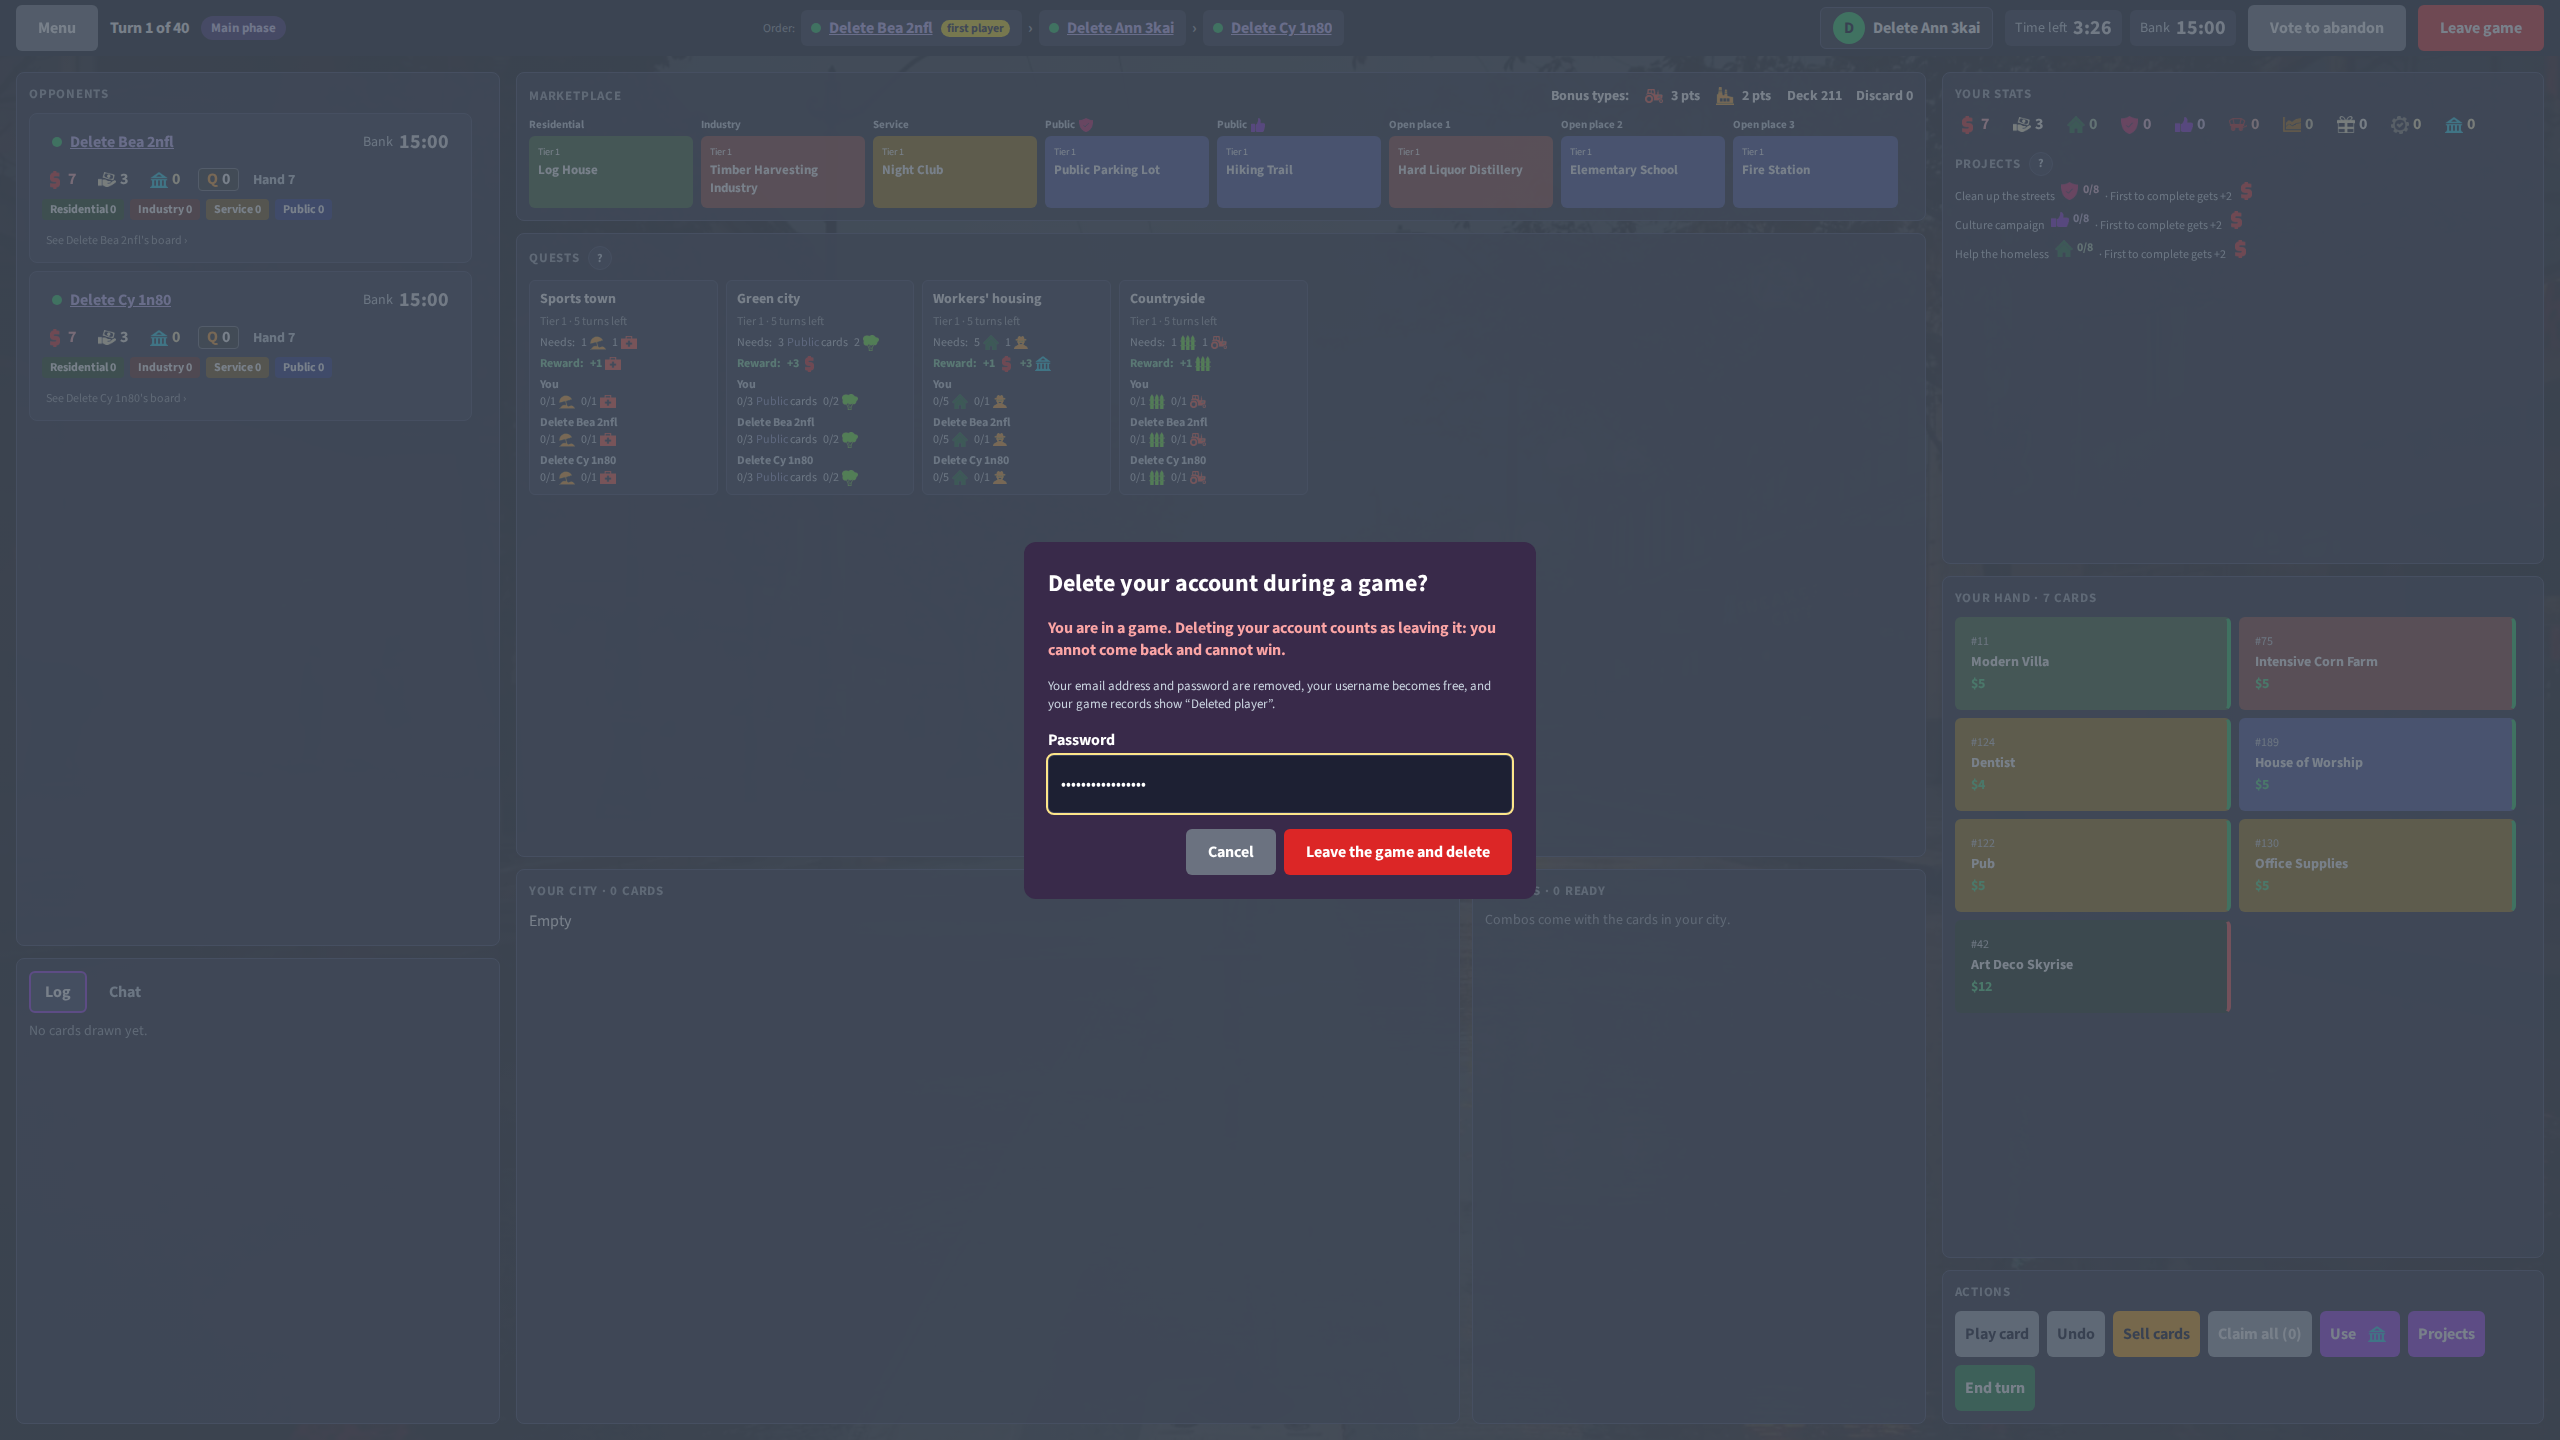 Menu
Turn 1 of 40
Main phase
Order: Delete Bea 2nfl first player › Delete Ann 3kai › Delete Cy 1n80
D Delete Ann 3kai
Time left 3:26
Bank 15:00
Vote to abandon
Leave game
OPPONENTS
Delete Bea 2nfl
Bank 15:00
7 3 0 Q 0 Hand 7
Residential 0 Industry 0 Service 0 Public 0
See Delete Bea 2nfl's board ›
Delete Cy 1n80
Bank 15:00
7 3 0 Q 0 Hand 7
Residential 0 Industry 0 Service 0 Public 0
See Delete Cy 1n80's board ›
Log
Chat
No cards drawn yet.
MARKETPLACE
Bonus types: 3 pts 2 pts Deck 211 Discard 0
Residential
Tier 1
Log House
Industry
Tier 1
Timber Harvesting
Industry
Service
Tier 1
Night Club
Public
Tier 1
Public Parking Lot
Public
Tier 1
Hiking Trail
Open place 1
Tier 1
Hard Liquor Distillery
Open place 2
Tier 1
Elementary School
Open place 3
Tier 1
Fire Station
QUESTS ?
Sports town
Tier 1 · 5 turns left
Needs: 1 1
Reward: +1
You
0/1 0/1
Delete Bea 2nfl
0/1 0/1
Delete Cy 1n80
0/1 0/1
Green city
Tier 1 · 5 turns left
Needs: 3 Public cards 2
Reward: +3
You
0/3 Public cards 0/2
Delete Bea 2nfl
0/3 Public cards 0/2
Delete Cy 1n80
0/3 Public cards 0/2
Workers' housing
Tier 1 · 5 turns left
Needs: 5 1
Reward: +1 +3
You
0/5 0/1
Delete Bea 2nfl
0/5 0/1
Delete Cy 1n80
0/5 0/1
Countryside
Tier 1 · 5 turns left
Needs: 1 1
Reward: +1
You
0/1 0/1
Delete Bea 2nfl
0/1 0/1
Delete Cy 1n80
0/1 0/1
Delete your account during a game?
You are in a game. Deleting your account counts as leaving it: you
cannot come back and cannot win.
Your email address and password are removed, your username becomes free, and
your game records show “Deleted player”.
Password
•••••••••••••••••
Cancel
Leave the game and delete
YOUR CITY · 0 CARDS
Empty
· 0 READY
Combos come with the cards in your city.
YOUR STATS
7 3 0 0 0 0 0 0 0 0
PROJECTS ?
Clean up the streets 0/8 · First to complete gets +2
Culture campaign 0/8 · First to complete gets +2
Help the homeless 0/8 · First to complete gets +2
YOUR HAND · 7 CARDS
#11
Modern Villa
$5
#75
Intensive Corn Farm
$5
#124
Dentist
$4
#189
House of Worship
$5
#122
Pub
$5
#130
Office Supplies
$5
#42
Art Deco Skyrise
$12
ACTIONS
Play card
Undo
Sell cards
Claim all (0)
Use
Projects
End turn